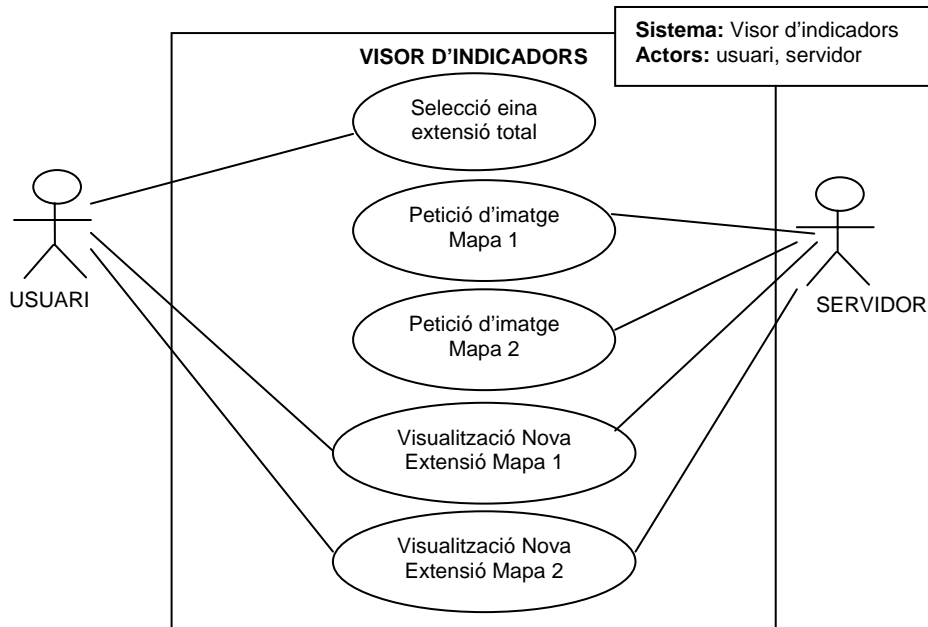 Sistema: Visor d’indicadors
Actors: usuari, servidor
VISOR D’INDICADORS
Selecció eina
extensió total
Petició d’imatge
Mapa 1
USUARI
SERVIDOR
Petició d’imatge
Mapa 2
Visualització Nova
Extensió Mapa 1
Visualització Nova
Extensió Mapa 2